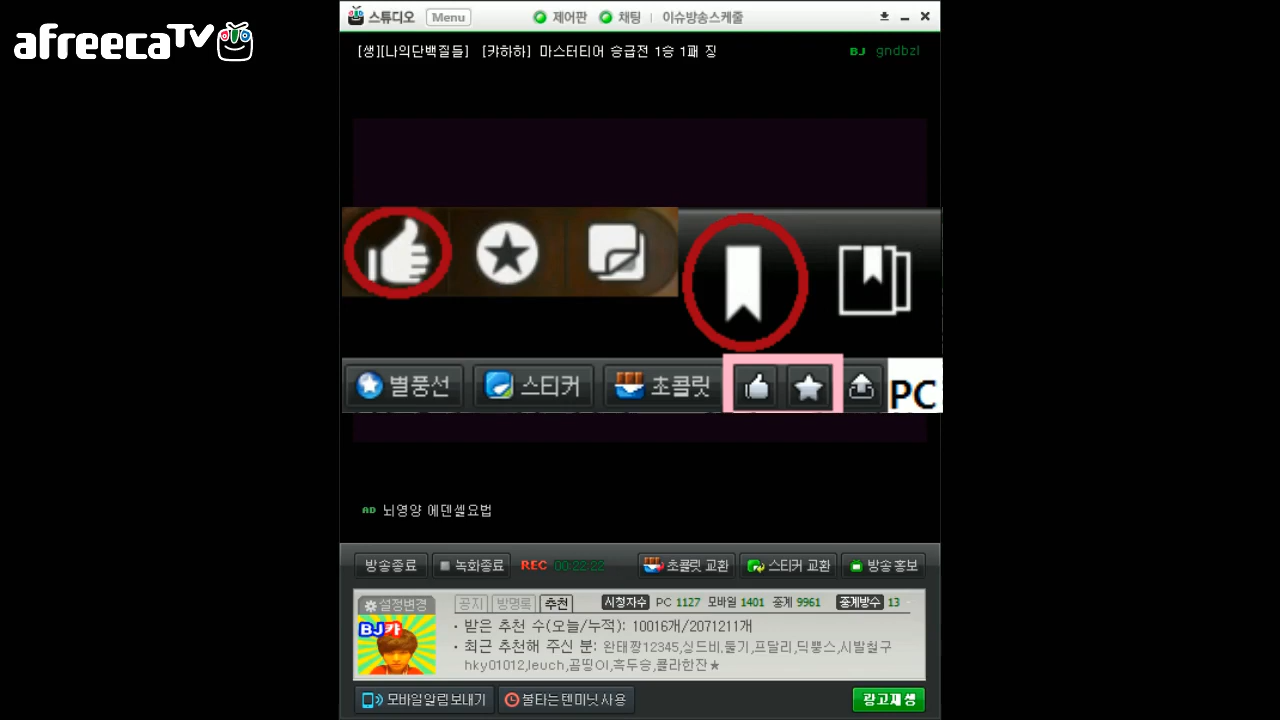 afreecaTV
스튜디오 Menu 제어판 채팅 이슈방송스케줄
[생][나의단백질들] [캬하하] 마스터티어 승급전 1승 1패 징 BJ gndbzl
별풍선 스티커 초콜릿 PC
AD 뇌영양 에덴셀요법
방송종료 녹화종료 REC 00:22:22 초콜릿 교환 스티커 교환 방송홍보
설정변경 공지 방명록 추천 시청자수 PC 1127 모바일 1401 중계 9961 중계방수 13
BJ캬
· 받은 추천 수(오늘/누적): 10016개/2071211개
· 최근 추천해 주신 분: 완태짱12345,싱드비,둘기,프달리,딕뿡스,시발칠구
hky01012,leuch,곰띵이,흑두승,콜라한잔★
모바일알림보내기 불타는텐미닛사용 광고재생